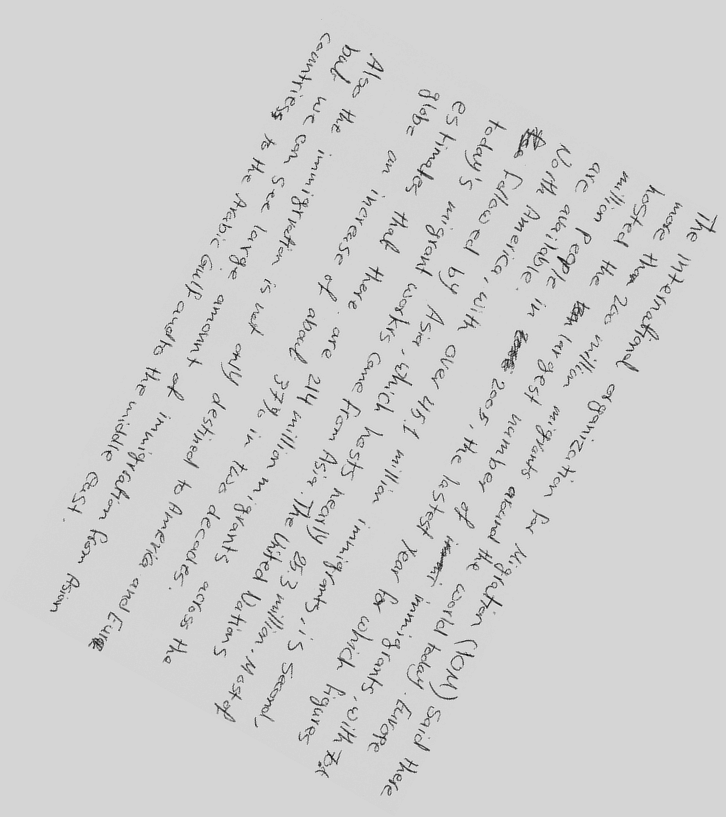 The International organization for Migration (IOM) said there
more than 200 million migrants around the world today. Europe
hosted the largest number of immigrants, with 7.x
million people in 2005, the lastest year for which figures
are available.
North America, with over 45.1 million immigrants, is second,
followed by Asia, which hosts nearly 25.3 million. Most of
today's migrant workrs came from Asia. The United Nations
estimates that there are 214 million migrants across the
globe an increase of about 37% in two decades.
Also the immigration is not only destined to America and Europe
but we can see large amount of immigration from Asion
countries to the Arabic Gulf and to the middle East.